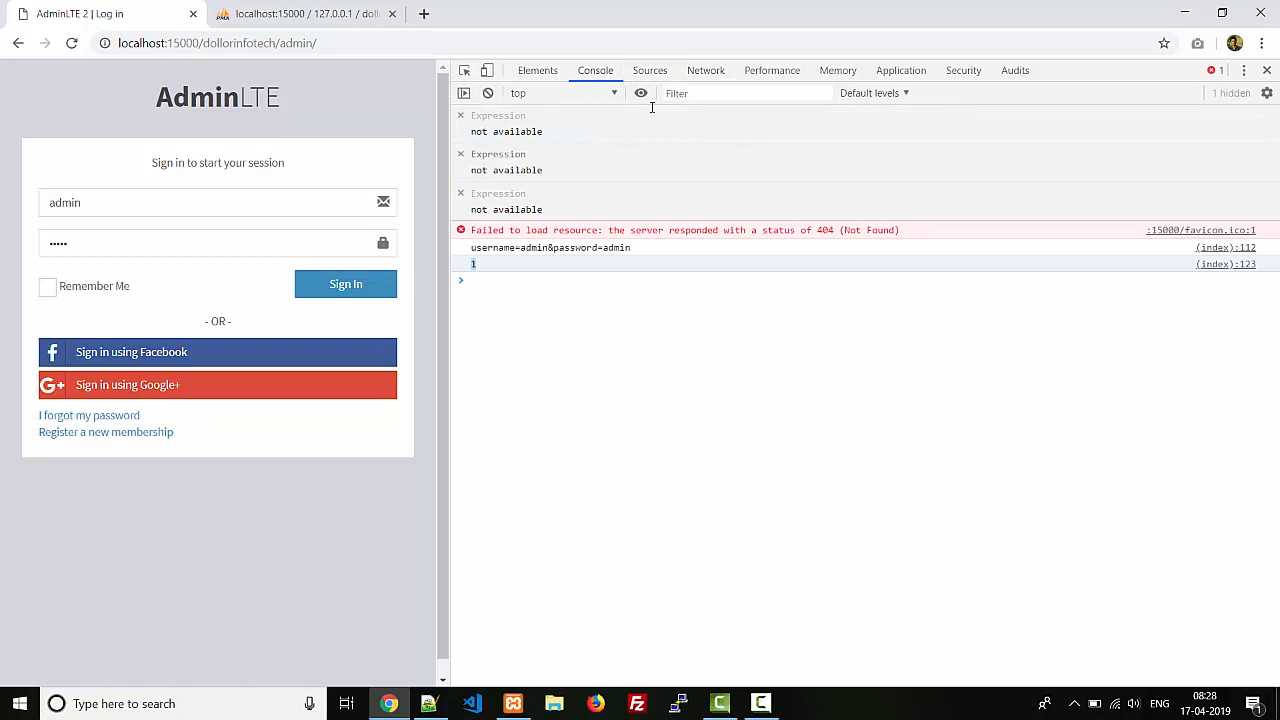 AdminLTE 2 | Log in
localhost:15000 / 127.0.0.1 / doll
localhost:15000/dollorinfotech/admin/
Elements Console Sources Network Performance Memory Application Security Audits 1
top Filter Default levels 1 hidden
Expression
not available
Expression
not available
Expression
not available
Failed to load resource: the server responded with a status of 404 (Not Found) :15000/favicon.ico:1
username=admin&password=admin (index):112
1 (index):123
AdminLTE
Sign in to start your session
admin
•••••
Remember Me
Sign In
- OR -
Sign in using Facebook
Sign in using Google+
I forgot my password
Register a new membership
Type here to search
ENG
08:28
17-04-2019
1